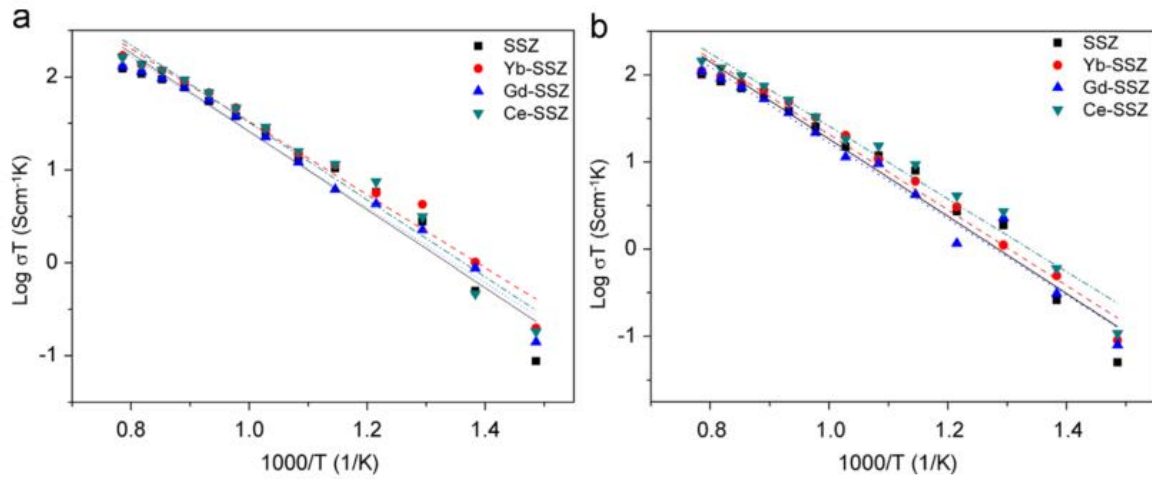 a
SSZ
Yb-SSZ
Gd-SSZ
Ce-SSZ
2
1
0
-1
Log σT (Scm⁻¹K)
0.8 1.0 1.2 1.4
1000/T (1/K)
b
SSZ
Yb-SSZ
Gd-SSZ
Ce-SSZ
2
1
0
-1
Log σT (Scm⁻¹K)
0.8 1.0 1.2 1.4
1000/T (1/K)